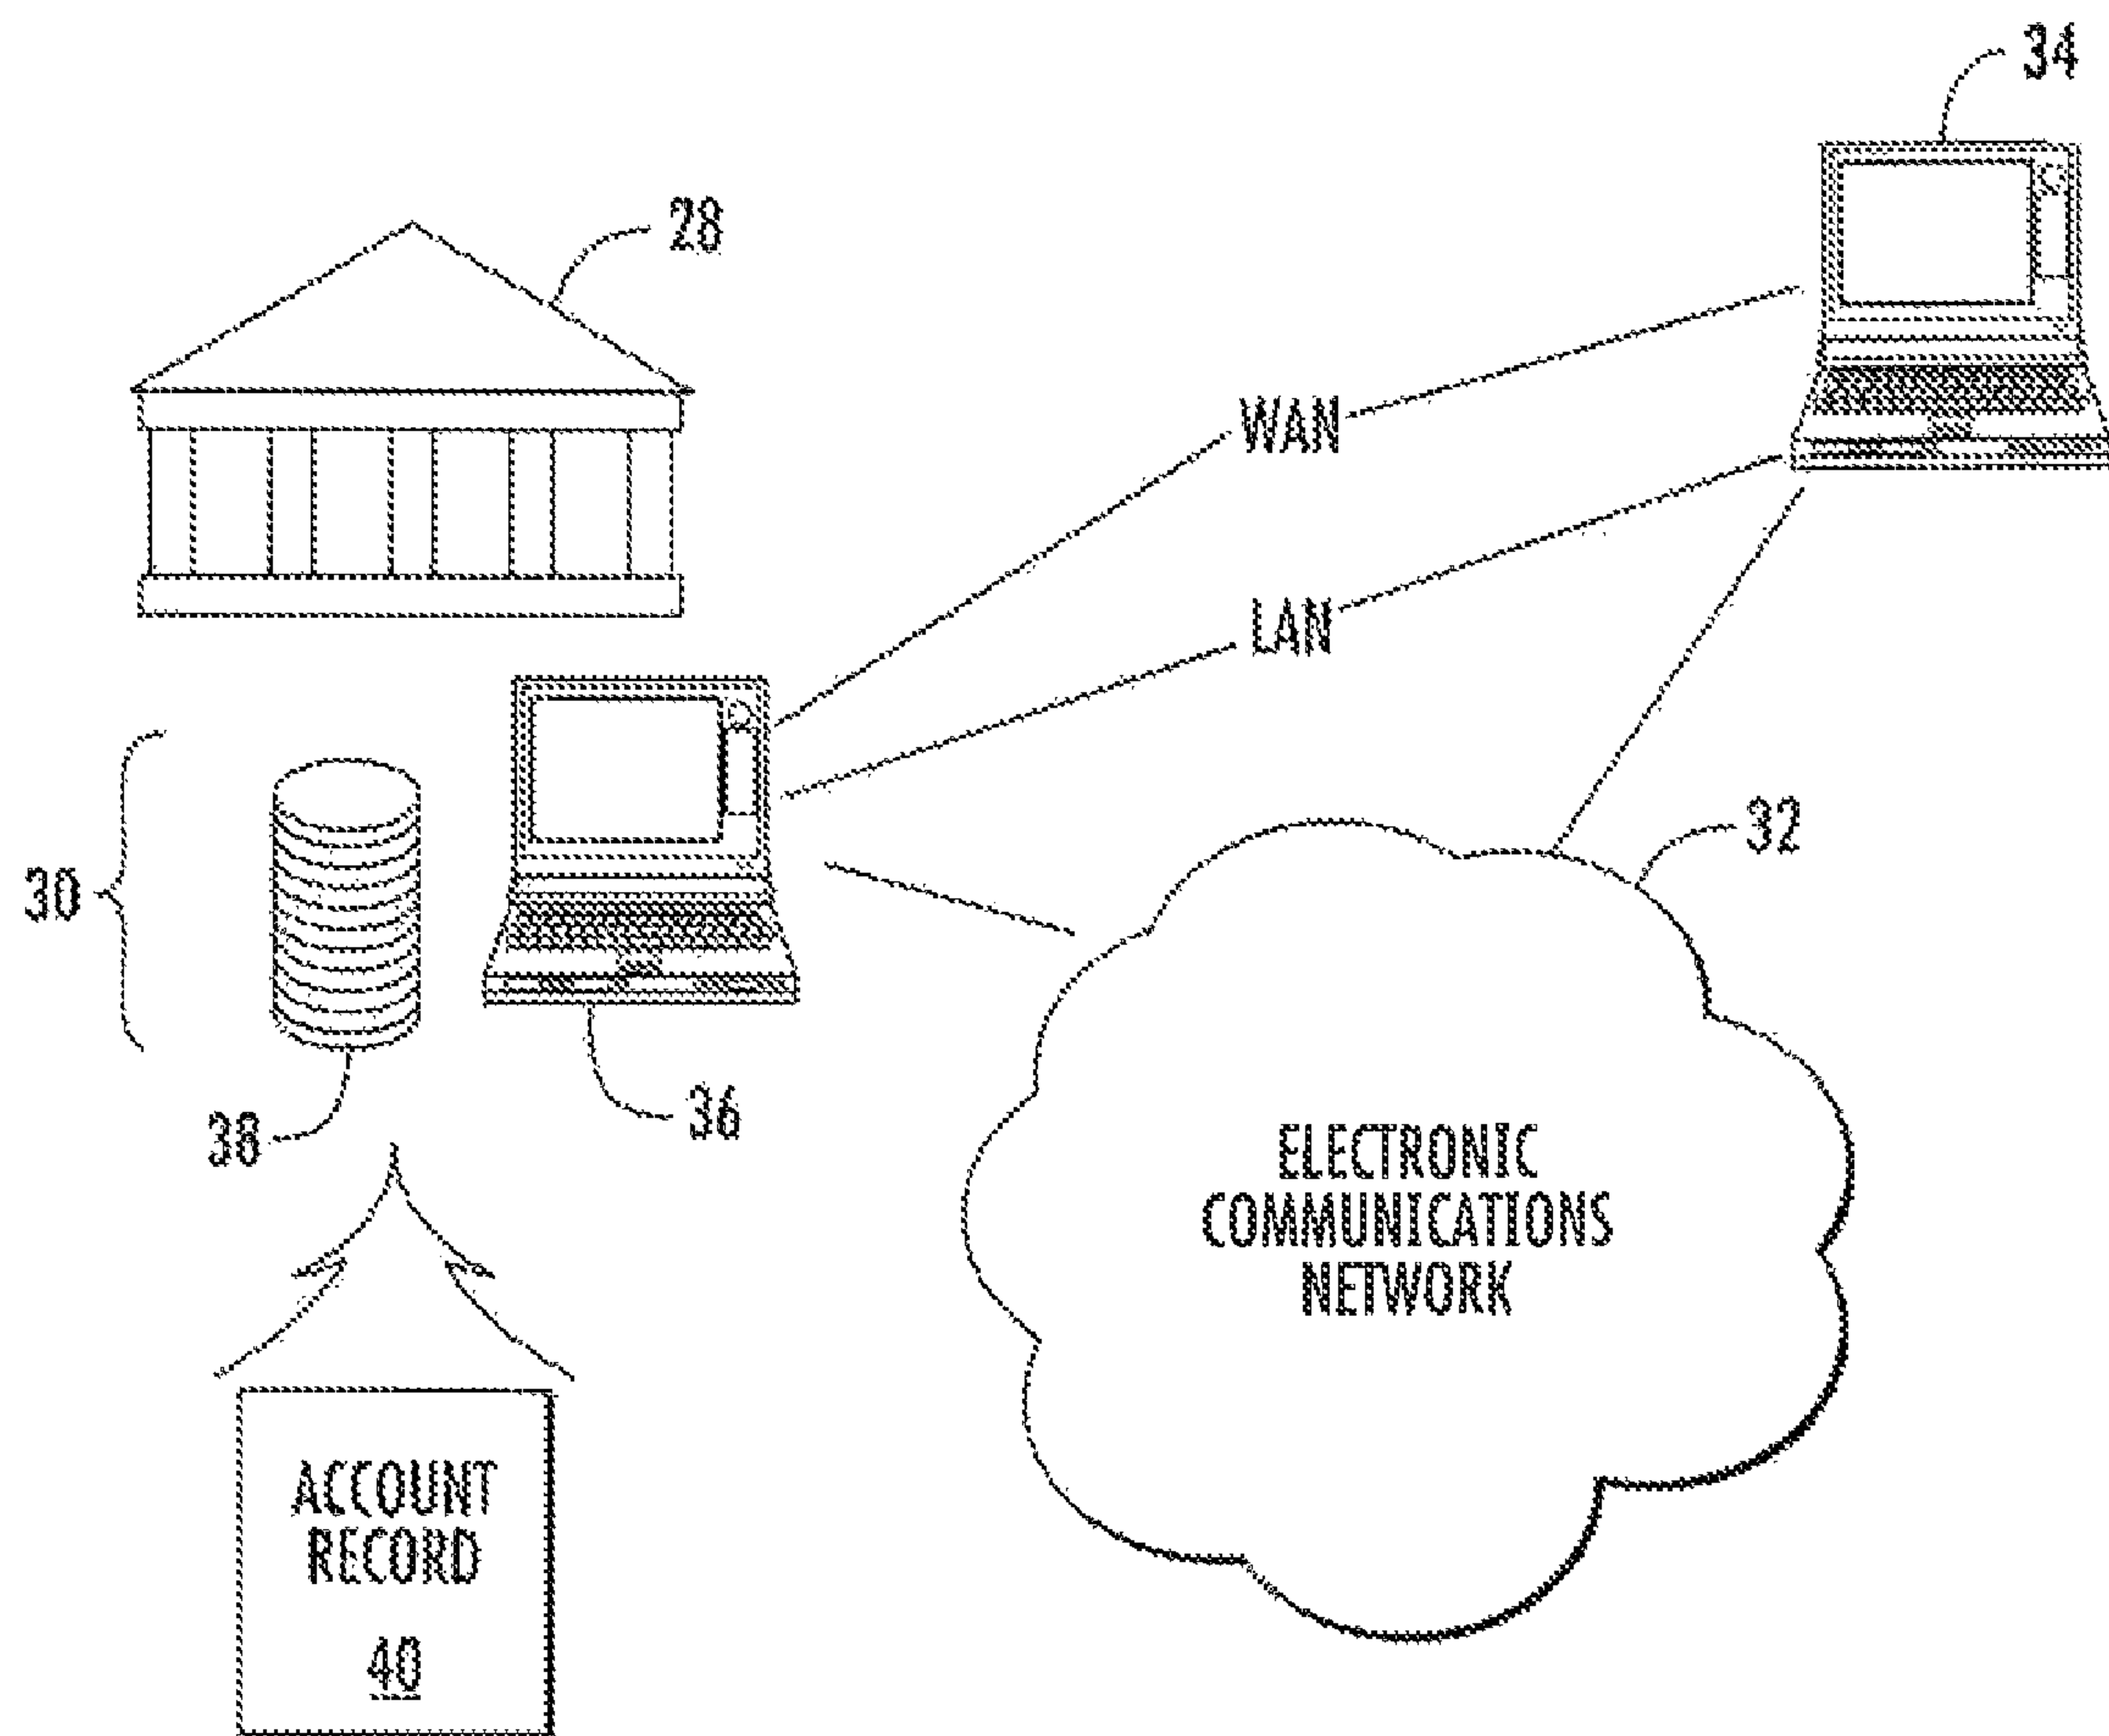 34
28
WAN
LAN
32
30
38
36
ELECTRONIC
COMMUNICATIONS
NETWORK
ACCOUNT
RECORD
40